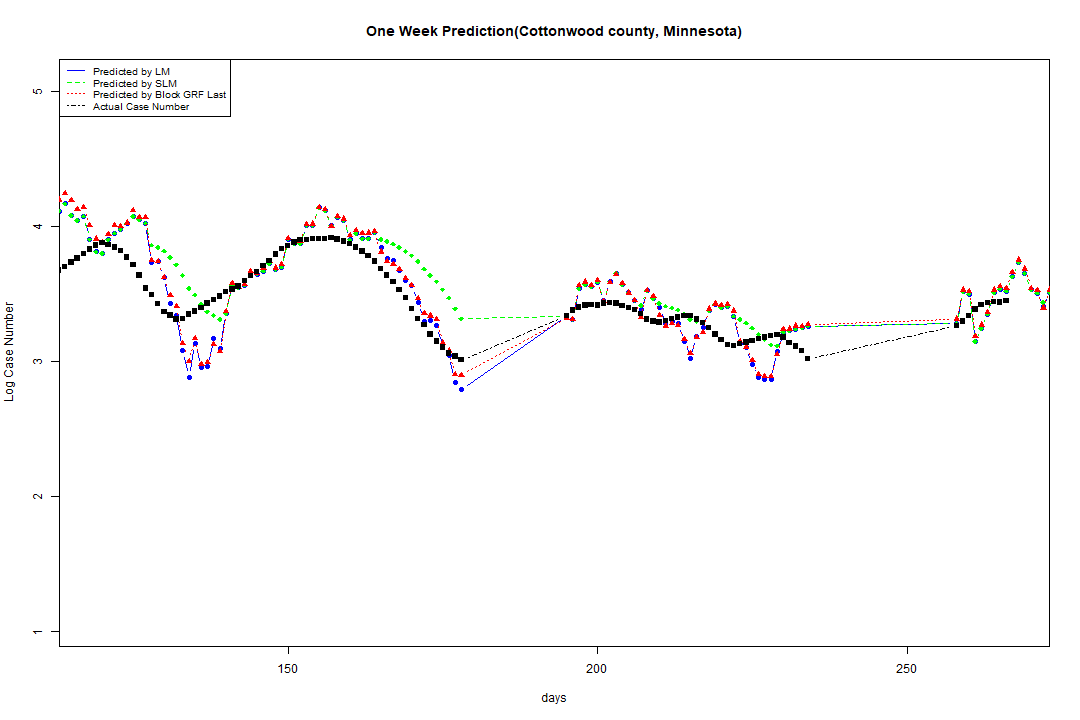 One Week Prediction(Cottonwood county, Minnesota)
Predicted by LM
Predicted by SLM
Predicted by Block GRF Last
Actual Case Number
Log Case Number
5
4
3
2
1
150
200
250
days